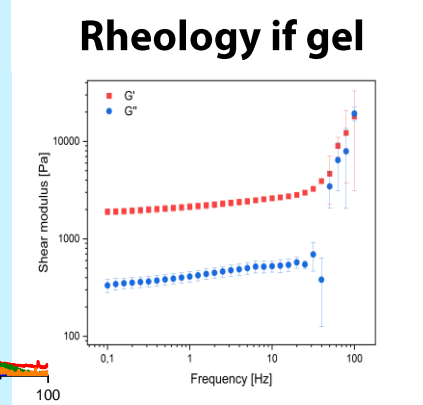 Rheology if gel
G'
G"
Shear modulus [Pa]
10000
1000
100
0,1
1
10
100
Frequency [Hz]
100